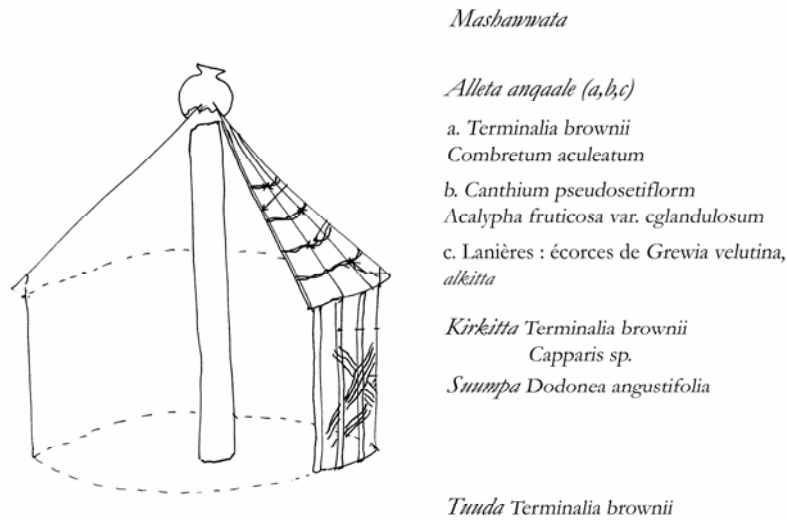 Mashawwata
Alleta anqaale (a,b,c)
a. Terminalia brownii
Combretum aculeatum
b. Canthium pseudosetiflorm
Acalypha fruticosa var. eglandulosum
c. Lanières : écorces de Grewia velutina,
alkitta
Kirkitta Terminalia brownii
Capparis sp.
Suumpa Dodonea angustifolia
Tuuda Terminalia brownii